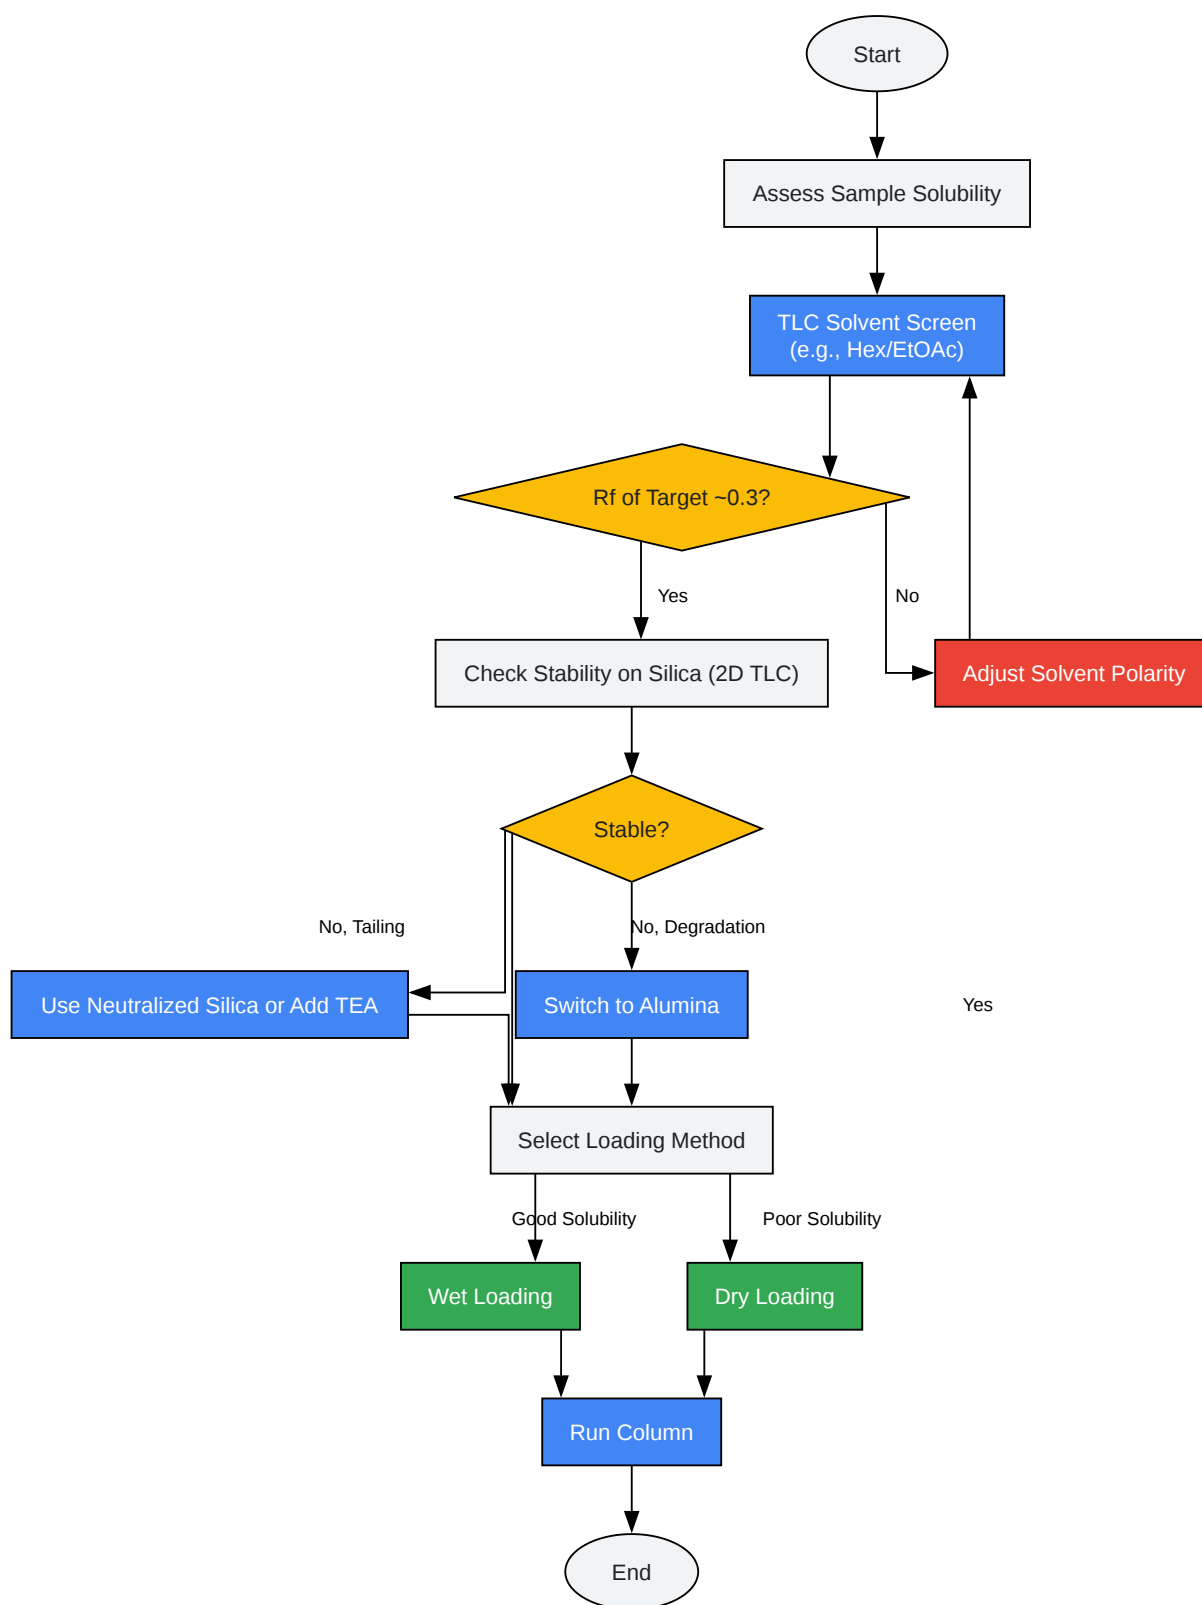 Start
Assess Sample Solubility
TLC Solvent Screen
(e.g., Hex/EtOAc)
Rf of Target ~0.3?
Yes
No
Check Stability on Silica (2D TLC)
Adjust Solvent Polarity
Stable?
No, Tailing
No, Degradation
Use Neutralized Silica or Add TEA
Switch to Alumina
Yes
Select Loading Method
Good Solubility
Poor Solubility
Wet Loading
Dry Loading
Run Column
End